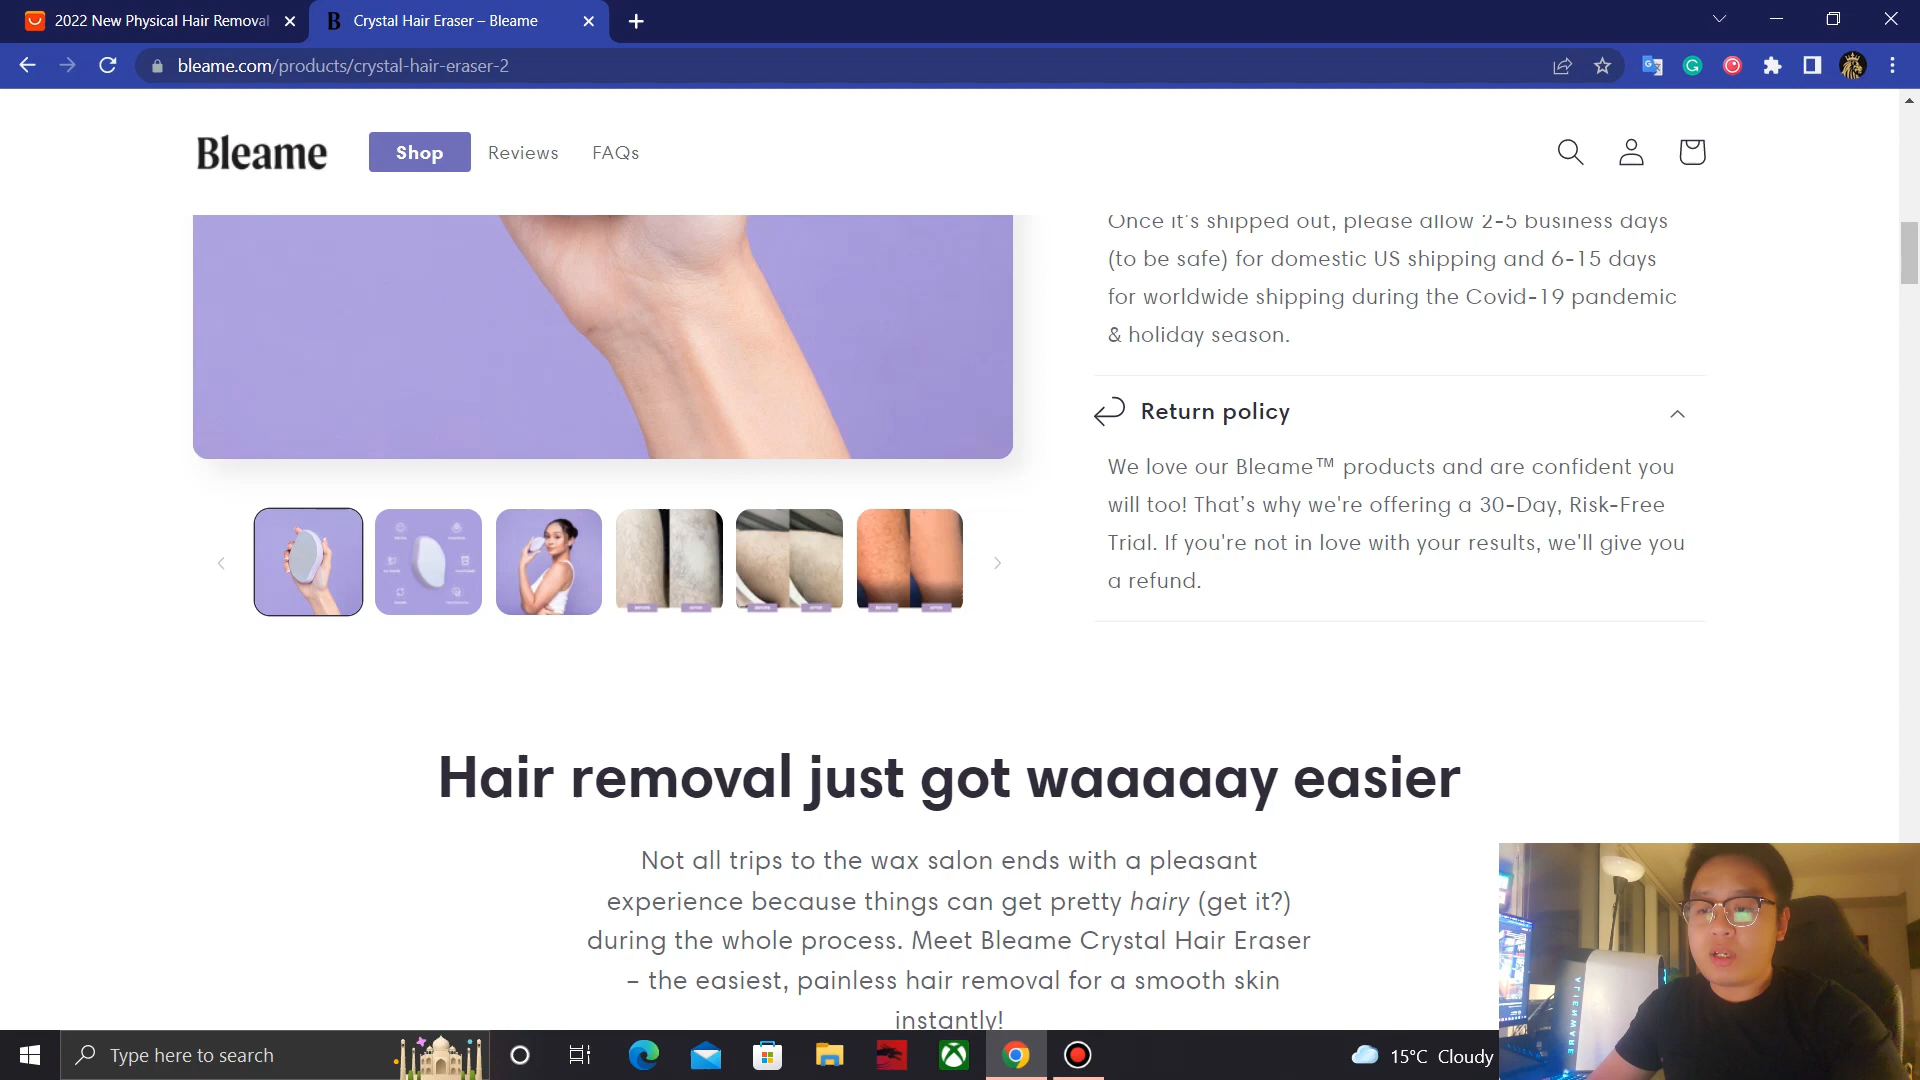 2022 New Physical Hair Removal
Crystal Hair Eraser – Bleame
bleame.com/products/crystal-hair-eraser-2
Bleame
Shop
Reviews
FAQs
Once it's shipped out, please allow 2-5 business days
(to be safe) for domestic US shipping and 6-15 days
for worldwide shipping during the Covid-19 pandemic
& holiday season.
Return policy
We love our Bleame™ products and are confident you
will too! That's why we're offering a 30-Day, Risk-Free
Trial. If you're not in love with your results, we'll give you
a refund.
Hair removal just got waaaaay easier
Not all trips to the wax salon ends with a pleasant
experience because things can get pretty hairy (get it?)
during the whole process. Meet Bleame Crystal Hair Eraser
– the easiest, painless hair removal for a smooth skin
instantly!
ALIENWARE
Type here to search
15°C Cloudy